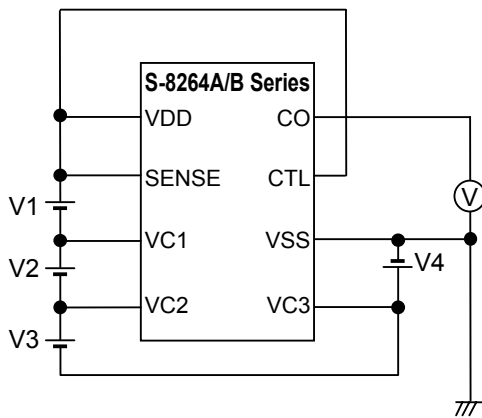 S-8264A/B Series
VDD CO
SENSE CTL
V1
VC1 VSS
V2 V4
VC2 VC3
V3
V